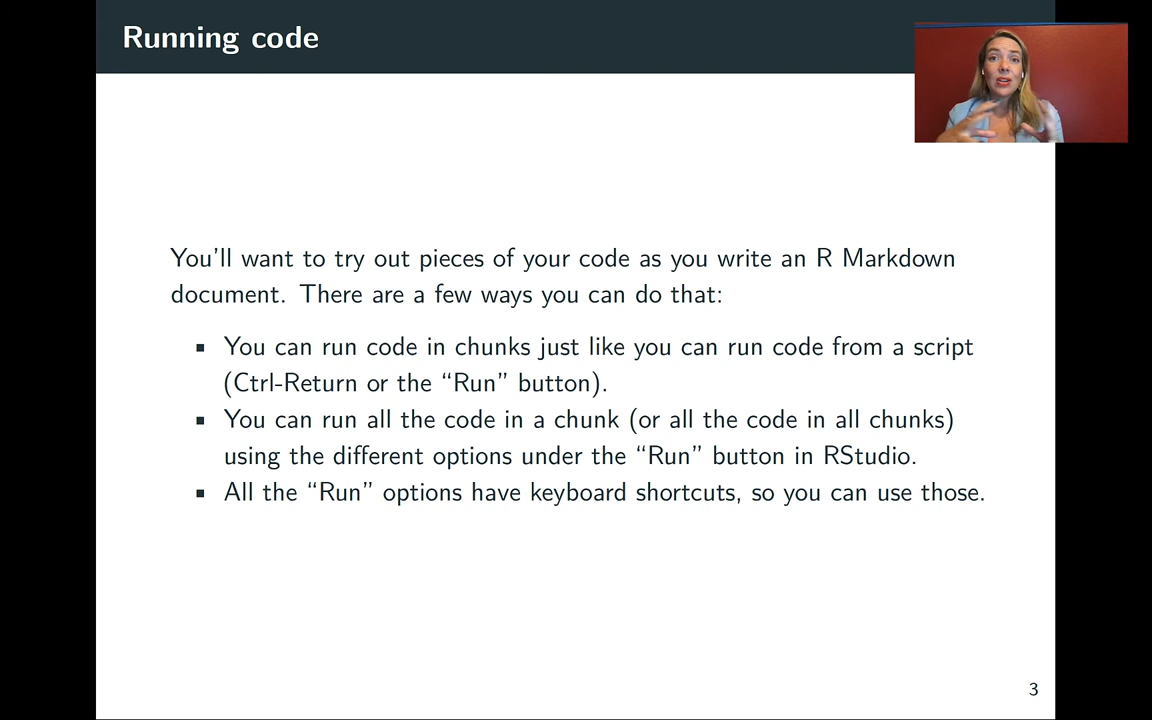 Running code
You’ll want to try out pieces of your code as you write an R Markdown
document. There are a few ways you can do that:
▪ You can run code in chunks just like you can run code from a script
(Ctrl-Return or the “Run” button).
▪ You can run all the code in a chunk (or all the code in all chunks)
using the different options under the “Run” button in RStudio.
▪ All the “Run” options have keyboard shortcuts, so you can use those.
3